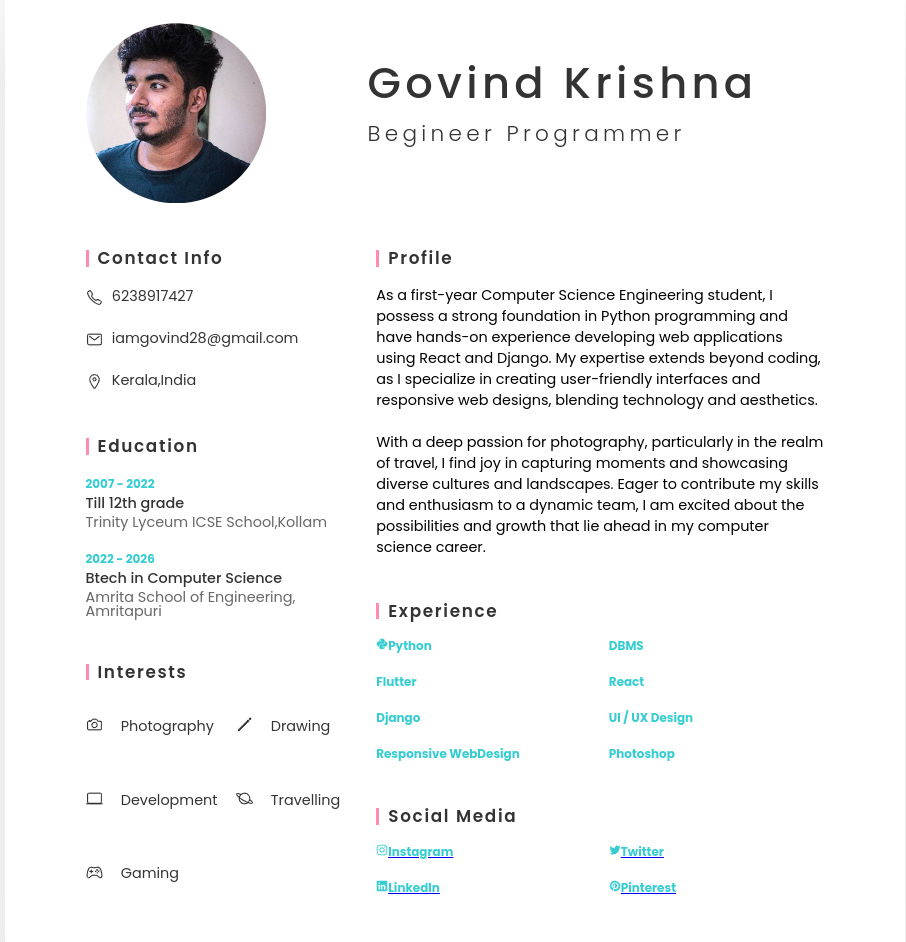 Govind Krishna
Begineer Programmer
Contact Info
6238917427
iamgovind28@gmail.com
Kerala,India
Education
2007 - 2022
Till 12th grade
Trinity Lyceum ICSE School,Kollam
2022 - 2026
Btech in Computer Science
Amrita School of Engineering,
Amritapuri
Interests
Photography
Drawing
Development
Travelling
Gaming
Profile
As a first-year Computer Science Engineering student, I
possess a strong foundation in Python programming and
have hands-on experience developing web applications
using React and Django. My expertise extends beyond coding,
as I specialize in creating user-friendly interfaces and
responsive web designs, blending technology and aesthetics.
With a deep passion for photography, particularly in the realm
of travel, I find joy in capturing moments and showcasing
diverse cultures and landscapes. Eager to contribute my skills
and enthusiasm to a dynamic team, I am excited about the
possibilities and growth that lie ahead in my computer
science career.
Experience
Python
DBMS
Flutter
React
Django
UI / UX Design
Responsive WebDesign
Photoshop
Social Media
Instagram
Twitter
LinkedIn
Pinterest